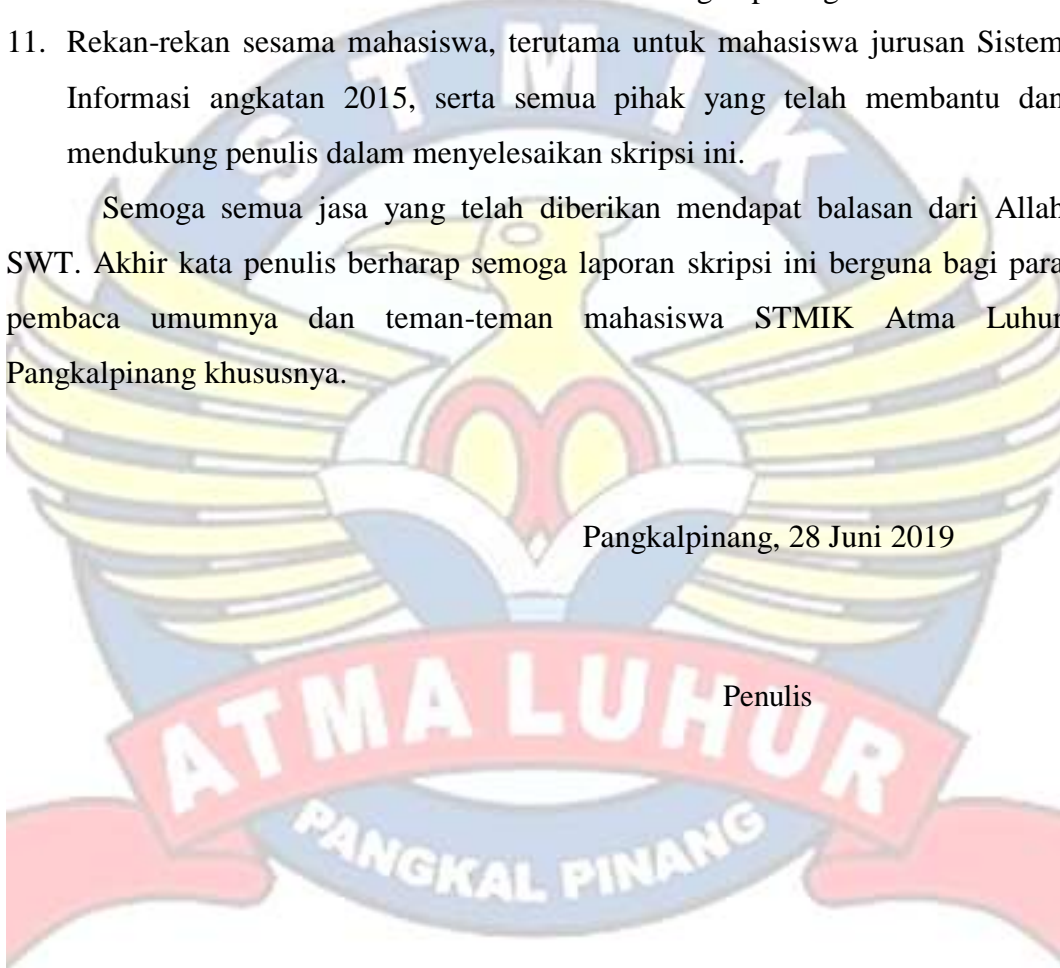 11. Rekan-rekan sesama mahasiswa, terutama untuk mahasiswa jurusan Sistem
Informasi angkatan 2015, serta semua pihak yang telah membantu dan
mendukung penulis dalam menyelesaikan skripsi ini.
Semoga semua jasa yang telah diberikan mendapat balasan dari Allah
SWT. Akhir kata penulis berharap semoga laporan skripsi ini berguna bagi para
pembaca umumnya dan teman-teman mahasiswa STMIK Atma Luhur
Pangkalpinang khususnya.
Pangkalpinang, 28 Juni 2019
Penulis
STMIK
ATMA LUHUR
PANGKAL PINANG